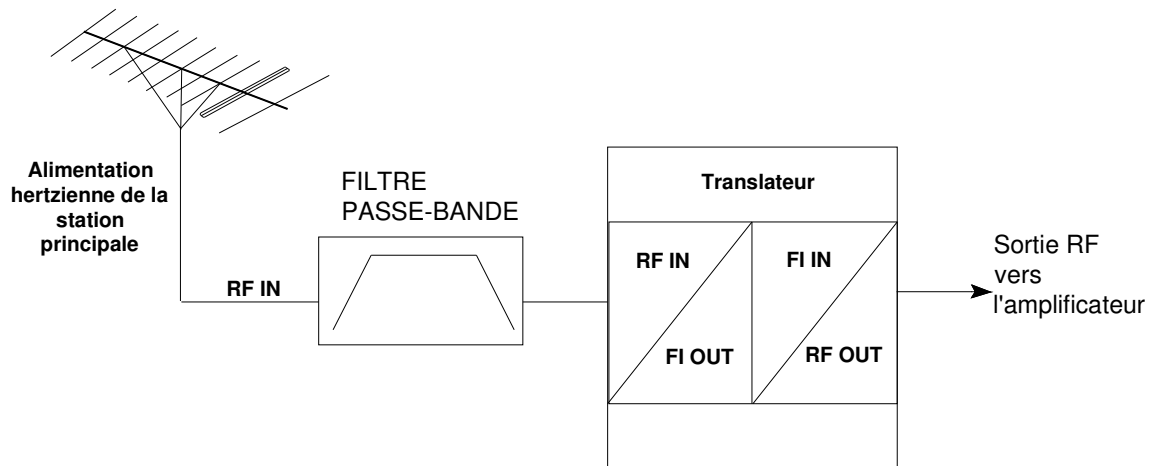 Alimentation
hertzienne de la
station
principale
RF IN
FILTRE
PASSE-BANDE
Translateur
RF IN
FI OUT
FI IN
RF OUT
Sortie RF
vers
l'amplificateur